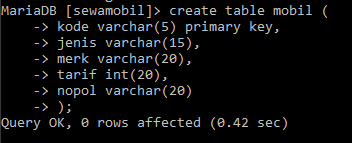 MariaDB [sewamobil]> create table mobil (
    -> kode varchar(5) primary key,
    -> jenis varchar(15),
    -> merk varchar(20),
    -> tarif int(20),
    -> nopol varchar(20)
    -> );
Query OK, 0 rows affected (0.42 sec)